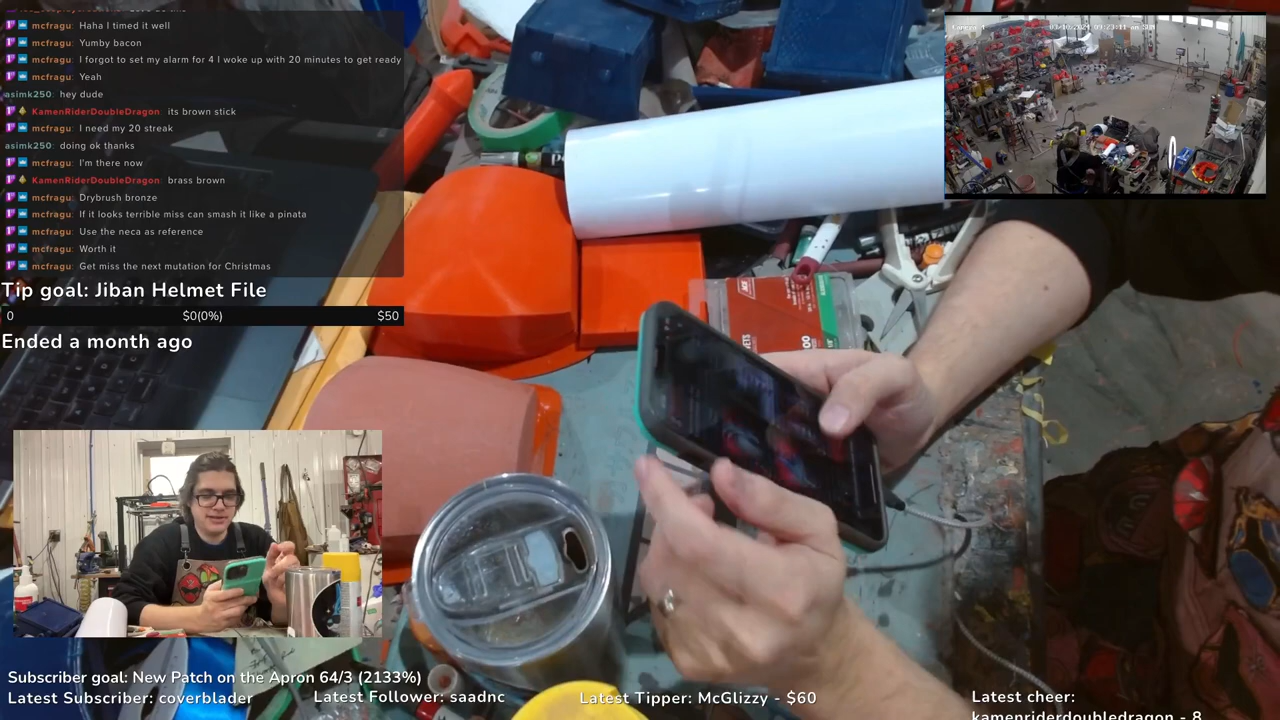 mcfragu: Haha I timed it well
mcfragu: Yumby bacon
mcfragu: I forgot to set my alarm for 4 I woke up with 20 minutes to get ready
mcfragu: Yeah
asimk250: hey dude
KamenRiderDoubleDragon its brown stick
mcfragu: I need my 20 streak
asimk250: doing ok thanks
mcfragu: I'm there now
KamenRiderDoubleDragon brass brown
mcfragu: Drybrush bronze
mcfragu: If it looks terrible miss can smash it like a pinata
mcfragu: Use the neca as reference
mcfragu: Worth it
mcfragu: Get miss the next mutation for Christmas
Tip goal: Jiban Helmet File
0 $0(0%) $50
Ended a month ago
Subscriber goal: New Patch on the Apron 64/3 (2133%)
Latest Subscriber: coverblader
Latest Follower: saadnc
Latest Tipper: McGlizzy - $60
Latest cheer:
kamenriderdoubledragon - 8